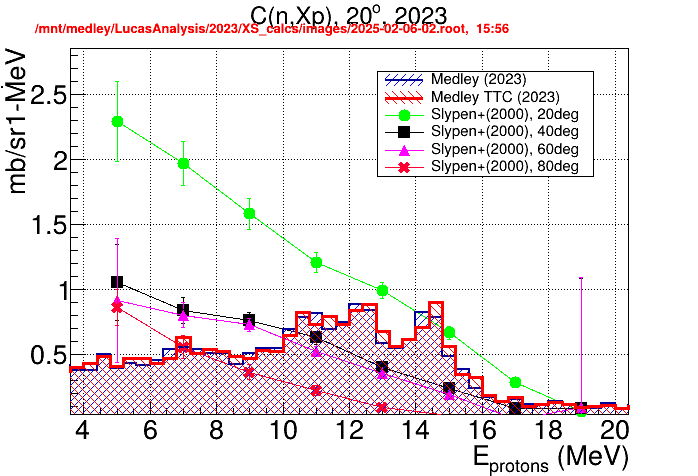 C(n,Xp), 20°, 2023
/mnt/medley/LucasAnalysis/2023/XS_calcs/images/2025-02-06-02.root, 15:56
mb/sr1-MeV
Medley (2023)
Medley TTC (2023)
Slypen+(2000), 20deg
Slypen+(2000), 40deg
Slypen+(2000), 60deg
Slypen+(2000), 80deg
2.5
2
1.5
1
0.5
4 6 8 10 12 14 16 18 20
E_protons (MeV)